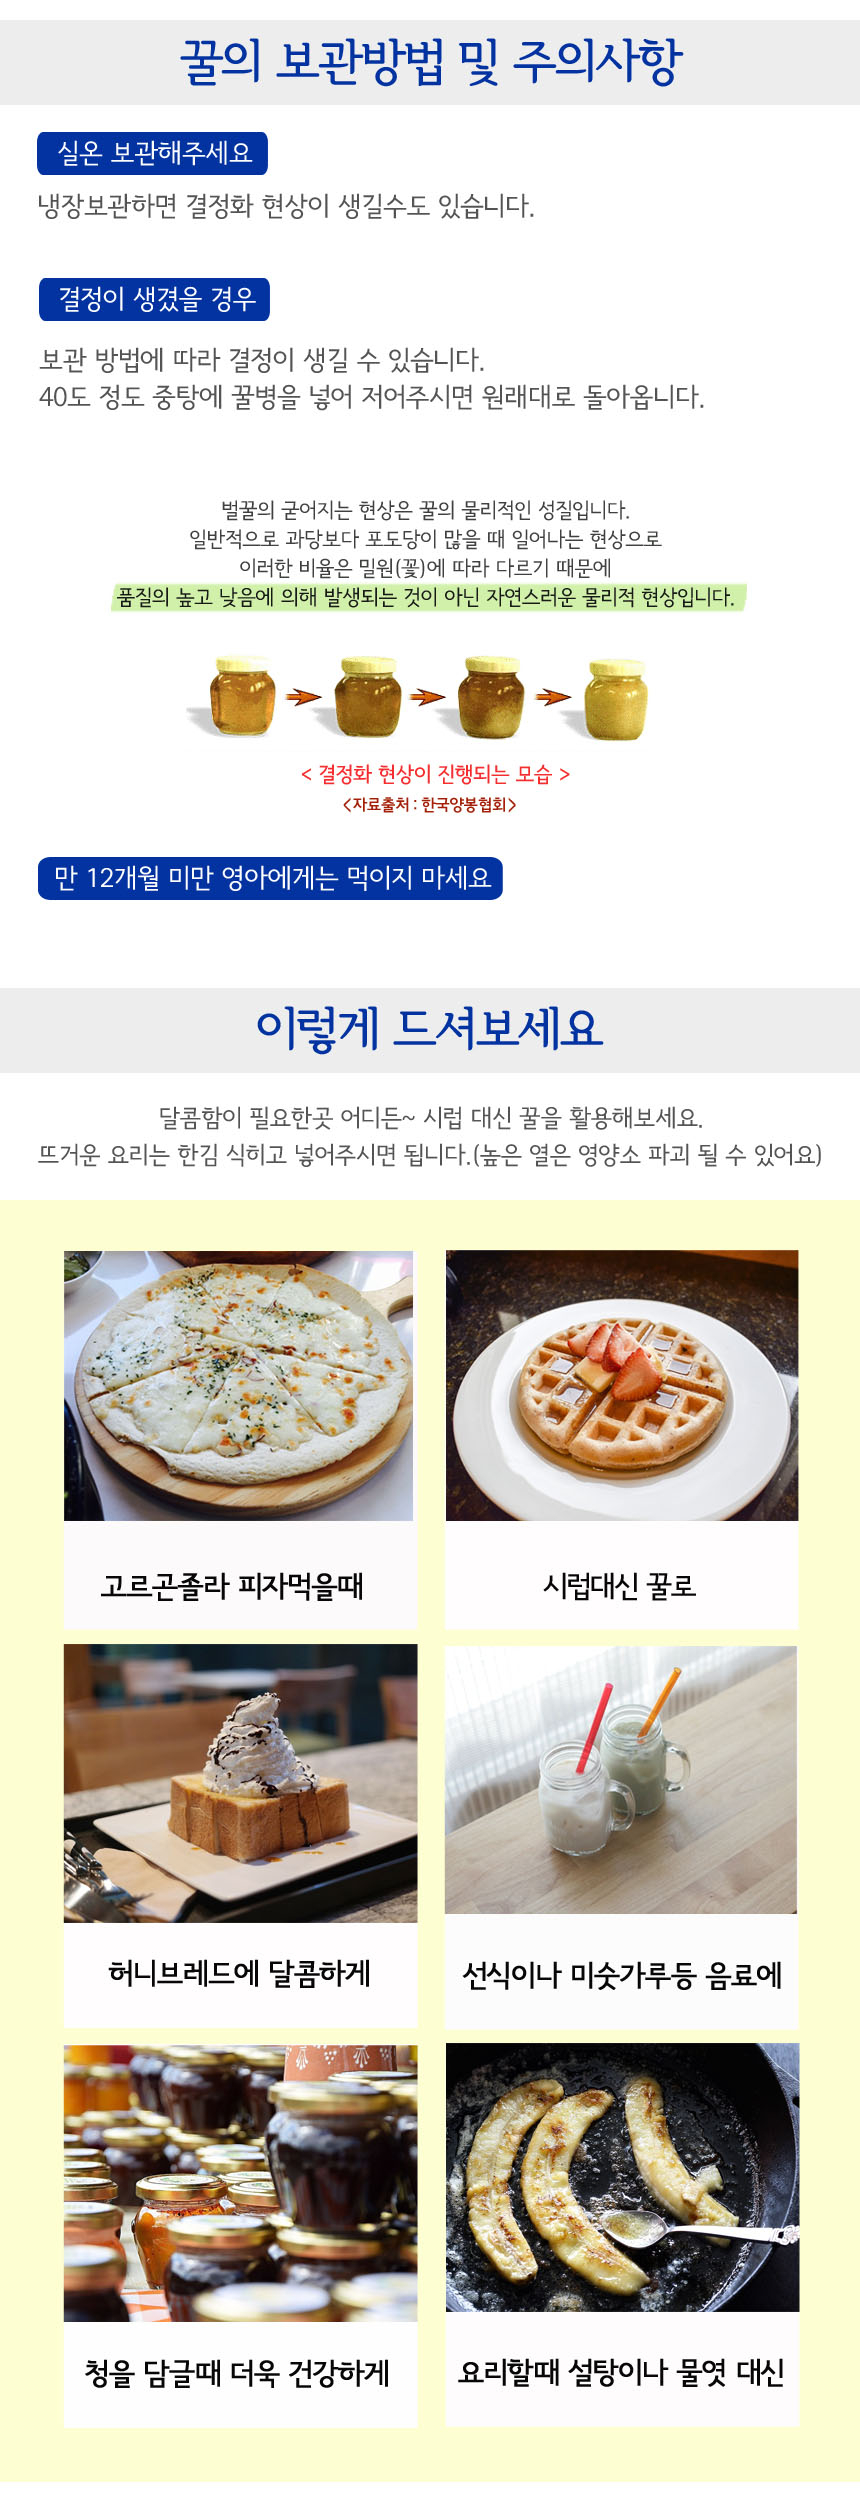 꿀의 보관방법 및 주의사항
실온 보관해주세요
냉장보관하면 결정화 현상이 생길수도 있습니다.
결정이 생겼을 경우
보관 방법에 따라 결정이 생길 수 있습니다.
40도 정도 중탕에 꿀병을 넣어 저어주시면 원래대로 돌아옵니다.
벌꿀의 굳어지는 현상은 꿀의 물리적인 성질입니다.
일반적으로 과당보다 포도당이 많을 때 일어나는 현상으로
이러한 비율은 밀원(꽃)에 따라 다르기 때문에
품질의 높고 낮음에 의해 발생되는 것이 아닌 자연스러운 물리적 현상입니다.
< 결정화 현상이 진행되는 모습 >
<자료출처 : 한국양봉협회>
만 12개월 미만 영아에게는 먹이지 마세요
이렇게 드셔보세요
달콤함이 필요한곳 어디든~ 시럽 대신 꿀을 활용해보세요.
뜨거운 요리는 한김 식히고 넣어주시면 됩니다.(높은 열은 영양소 파괴 될 수 있어요)
고르곤졸라 피자먹을때
시럽대신 꿀로
허니브레드에 달콤하게
선식이나 미숫가루등 음료에
청을 담글때 더욱 건강하게
요리할때 설탕이나 물엿 대신